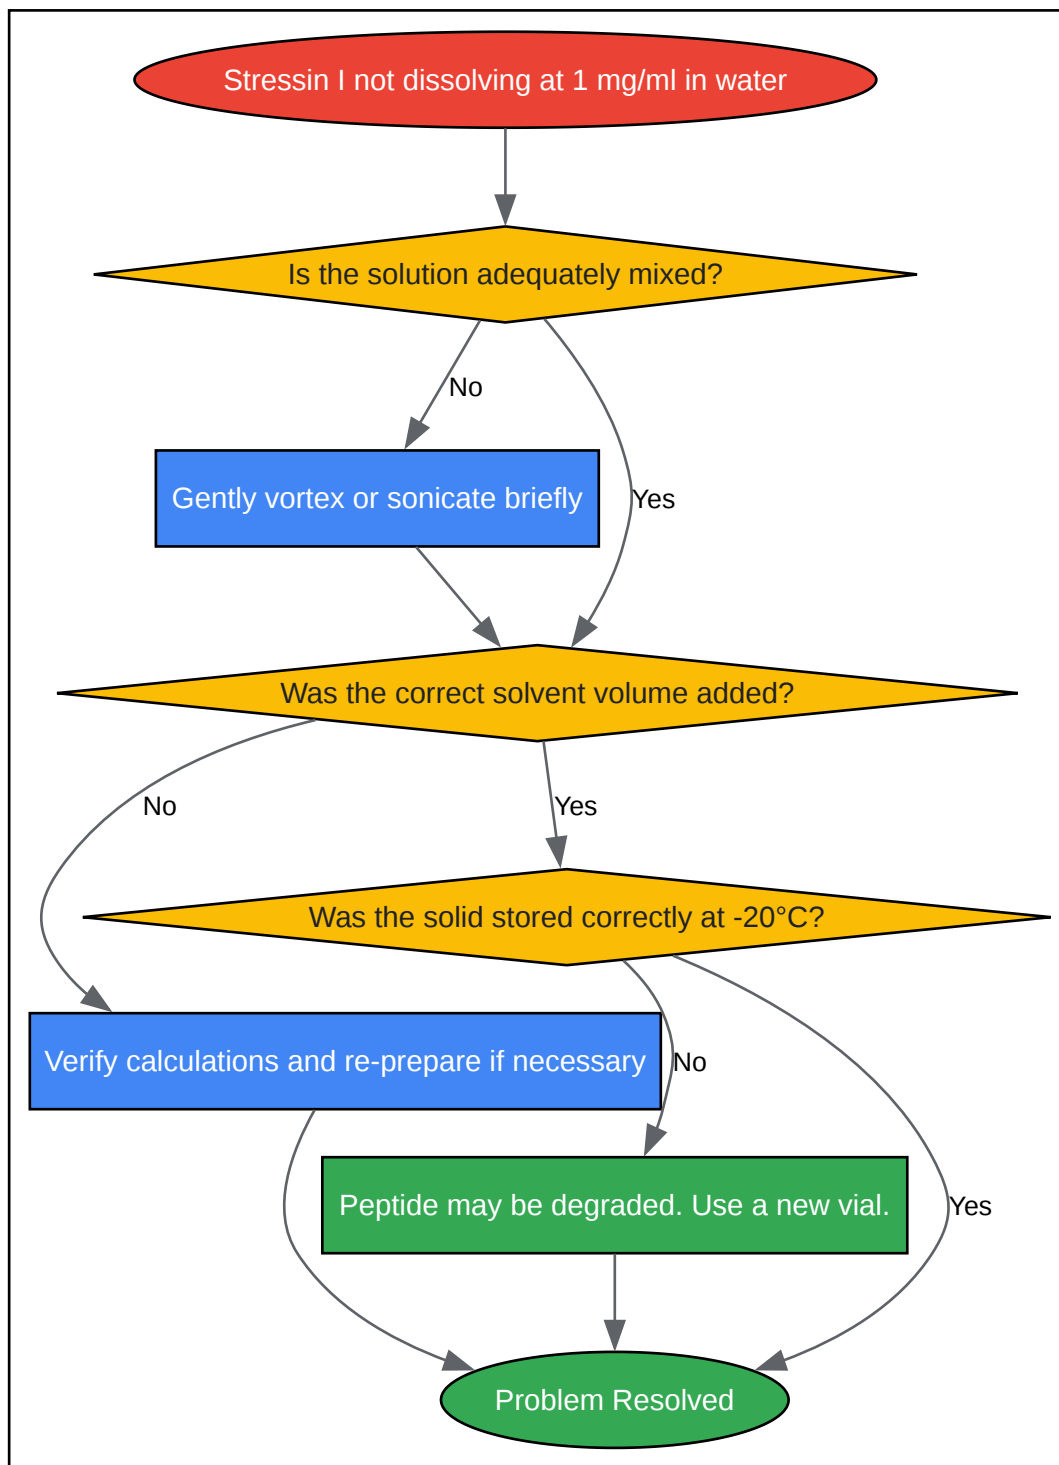 Stressin I not dissolving at 1 mg/ml in water
Is the solution adequately mixed?
No
Gently vortex or sonicate briefly
Yes
Was the correct solvent volume added?
No
Yes
Was the solid stored correctly at -20°C?
Verify calculations and re-prepare if necessary
No
Peptide may be degraded. Use a new vial.
Yes
Problem Resolved